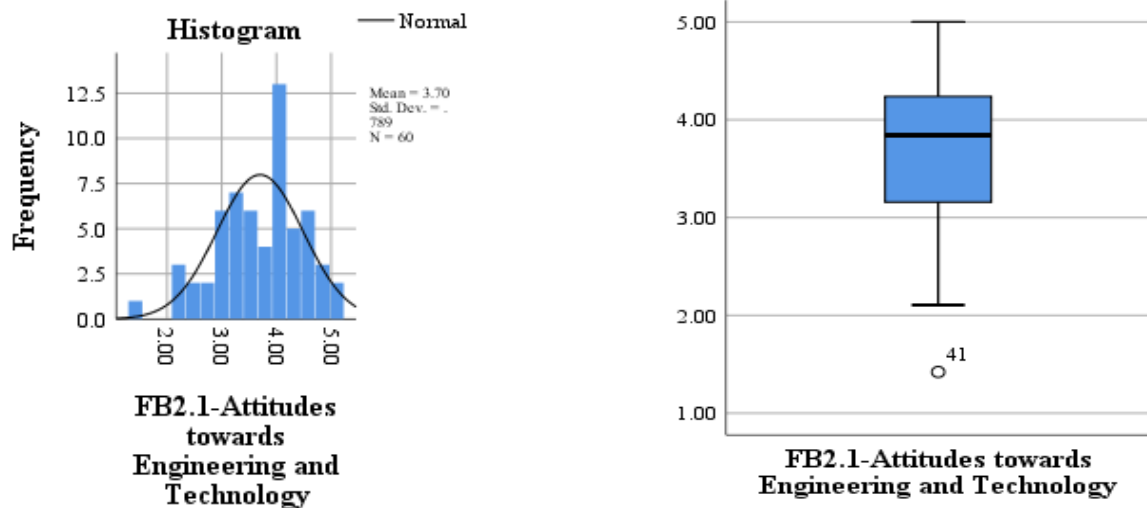 Histogram
Normal
Mean = 3.70
Std. Dev. = .
789
N = 60
Frequency
12.5
10.0
7.5
5.0
2.5
0.0
2.00
3.00
4.00
5.00
FB2.1-Attitudes
towards
Engineering and
Technology
5.00
4.00
3.00
2.00
1.00
41
FB2.1-Attitudes towards
Engineering and Technology